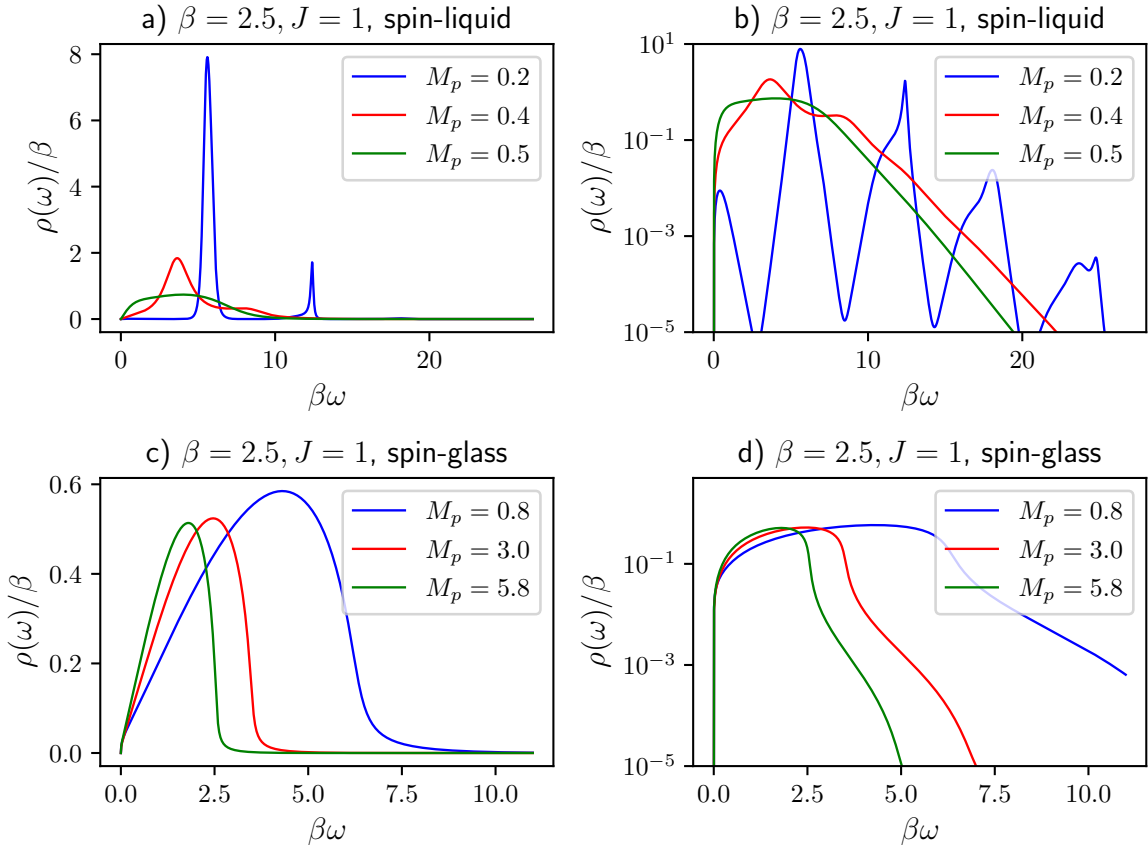 a) β = 2.5, J = 1, spin-liquid
ρ(ω)/β
8
6
4
2
0
M_p = 0.2
M_p = 0.4
M_p = 0.5
0 10 20
βω
b) β = 2.5, J = 1, spin-liquid
ρ(ω)/β
10^1
10^{-1}
10^{-3}
10^{-5}
M_p = 0.2
M_p = 0.4
M_p = 0.5
0 10 20
βω
c) β = 2.5, J = 1, spin-glass
ρ(ω)/β
0.6
0.4
0.2
0.0
M_p = 0.8
M_p = 3.0
M_p = 5.8
0.0 2.5 5.0 7.5 10.0
βω
d) β = 2.5, J = 1, spin-glass
ρ(ω)/β
10^{-1}
10^{-3}
10^{-5}
M_p = 0.8
M_p = 3.0
M_p = 5.8
0.0 2.5 5.0 7.5 10.0
βω